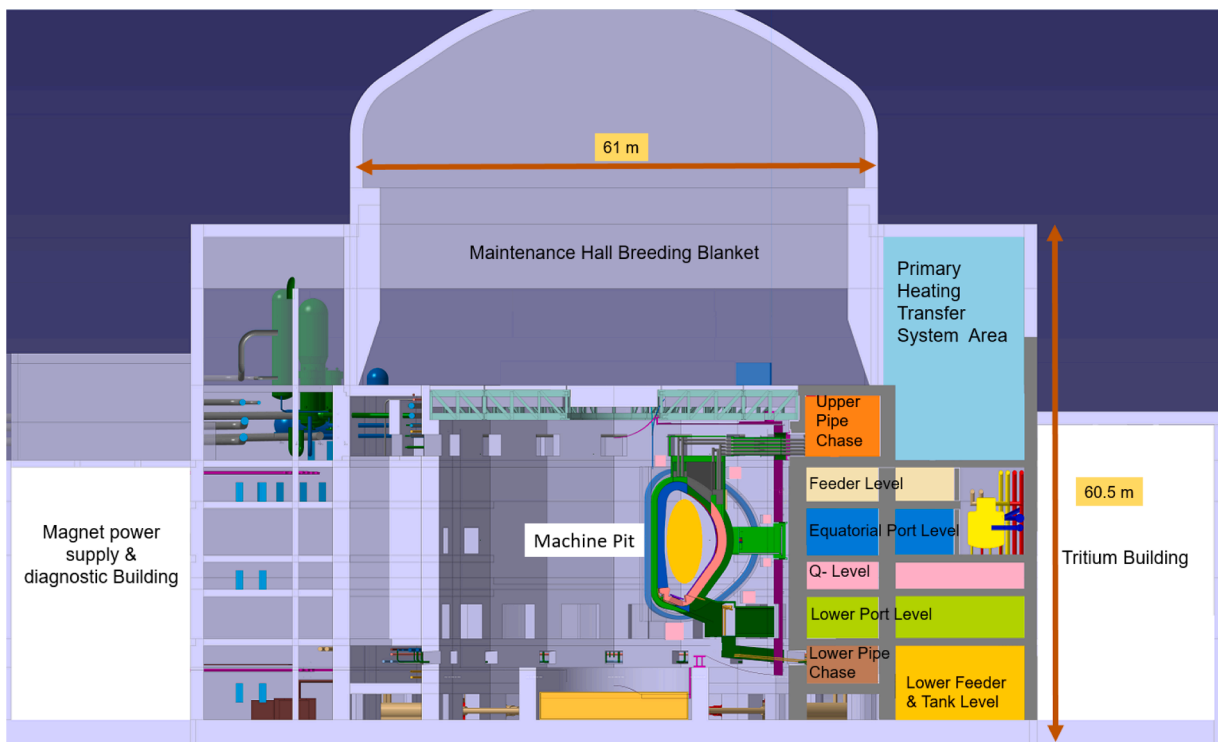 61 m
Maintenance Hall Breeding Blanket
Primary
Heating
Transfer
System Area
Upper
Pipe
Chase
Feeder Level
60.5 m
Equatorial Port Level
Magnet power
supply &
diagnostic Building
Machine Pit
Tritium Building
Q- Level
Lower Port Level
Lower Pipe
Chase
Lower Feeder
& Tank Level